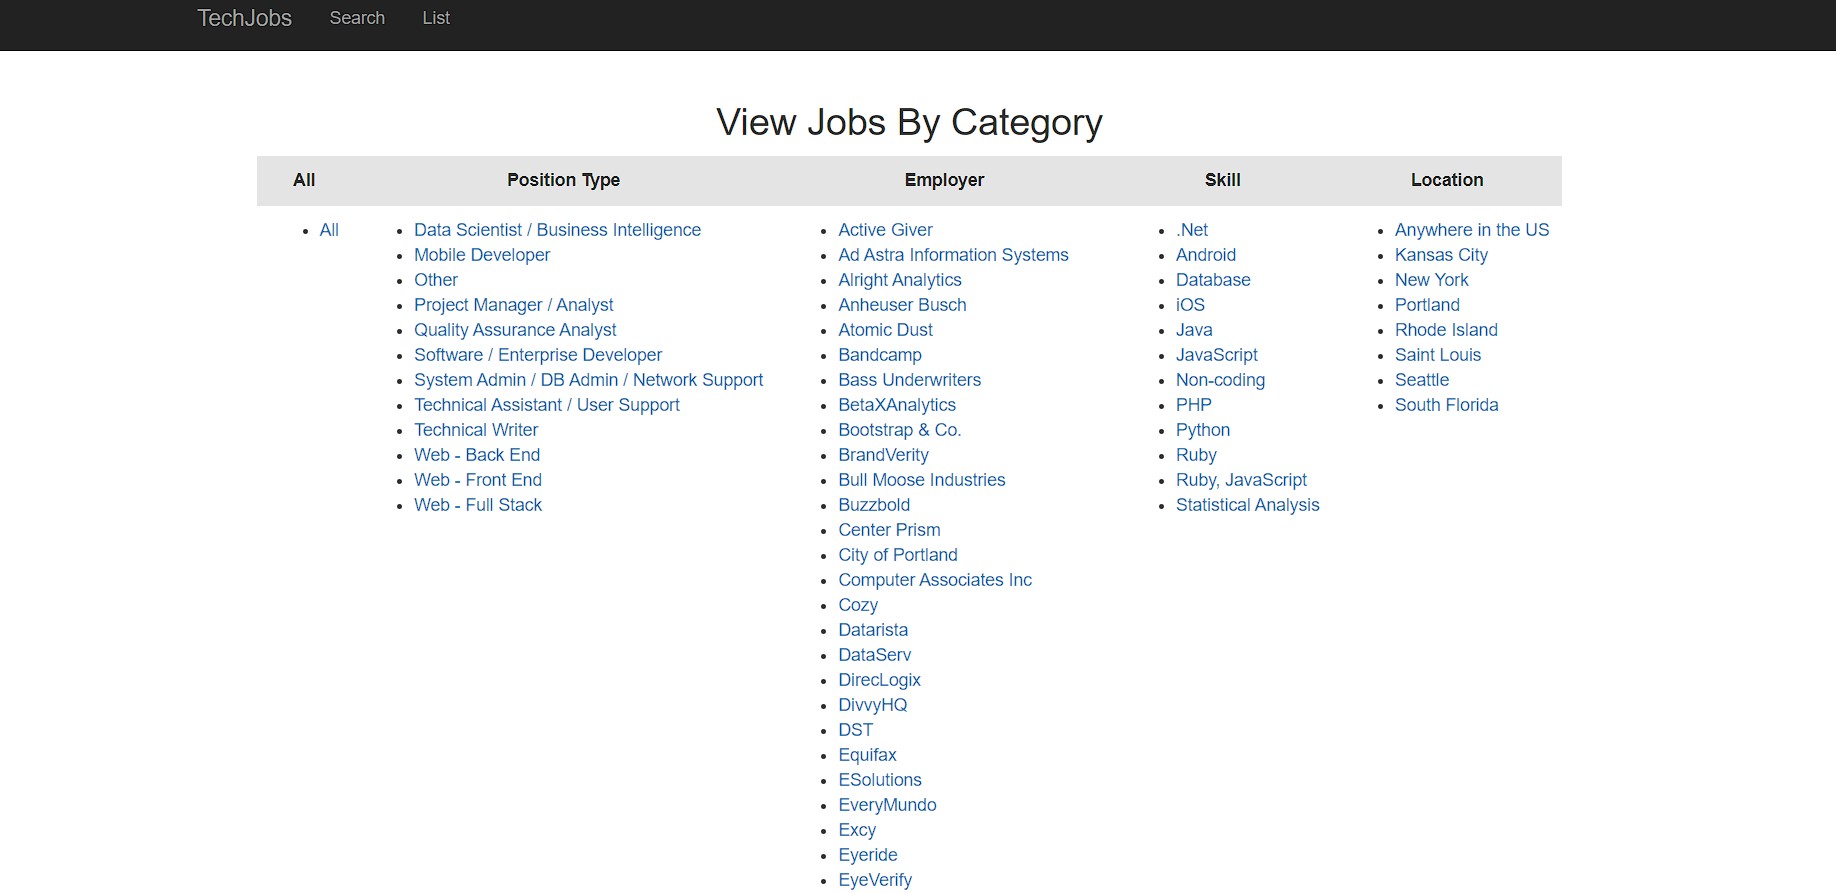 TechJobs Search List
View Jobs By Category
All Position Type Employer Skill Location
All
Data Scientist / Business Intelligence
Mobile Developer
Other
Project Manager / Analyst
Quality Assurance Analyst
Software / Enterprise Developer
System Admin / DB Admin / Network Support
Technical Assistant / User Support
Technical Writer
Web - Back End
Web - Front End
Web - Full Stack
Active Giver
Ad Astra Information Systems
Alright Analytics
Anheuser Busch
Atomic Dust
Bandcamp
Bass Underwriters
BetaXAnalytics
Bootstrap & Co.
BrandVerity
Bull Moose Industries
Buzzbold
Center Prism
City of Portland
Computer Associates Inc
Cozy
Datarista
DataServ
DirecLogix
DivvyHQ
DST
Equifax
ESolutions
EveryMundo
Excy
Eyeride
EyeVerify
.Net
Android
Database
iOS
Java
JavaScript
Non-coding
PHP
Python
Ruby
Ruby, JavaScript
Statistical Analysis
Anywhere in the US
Kansas City
New York
Portland
Rhode Island
Saint Louis
Seattle
South Florida